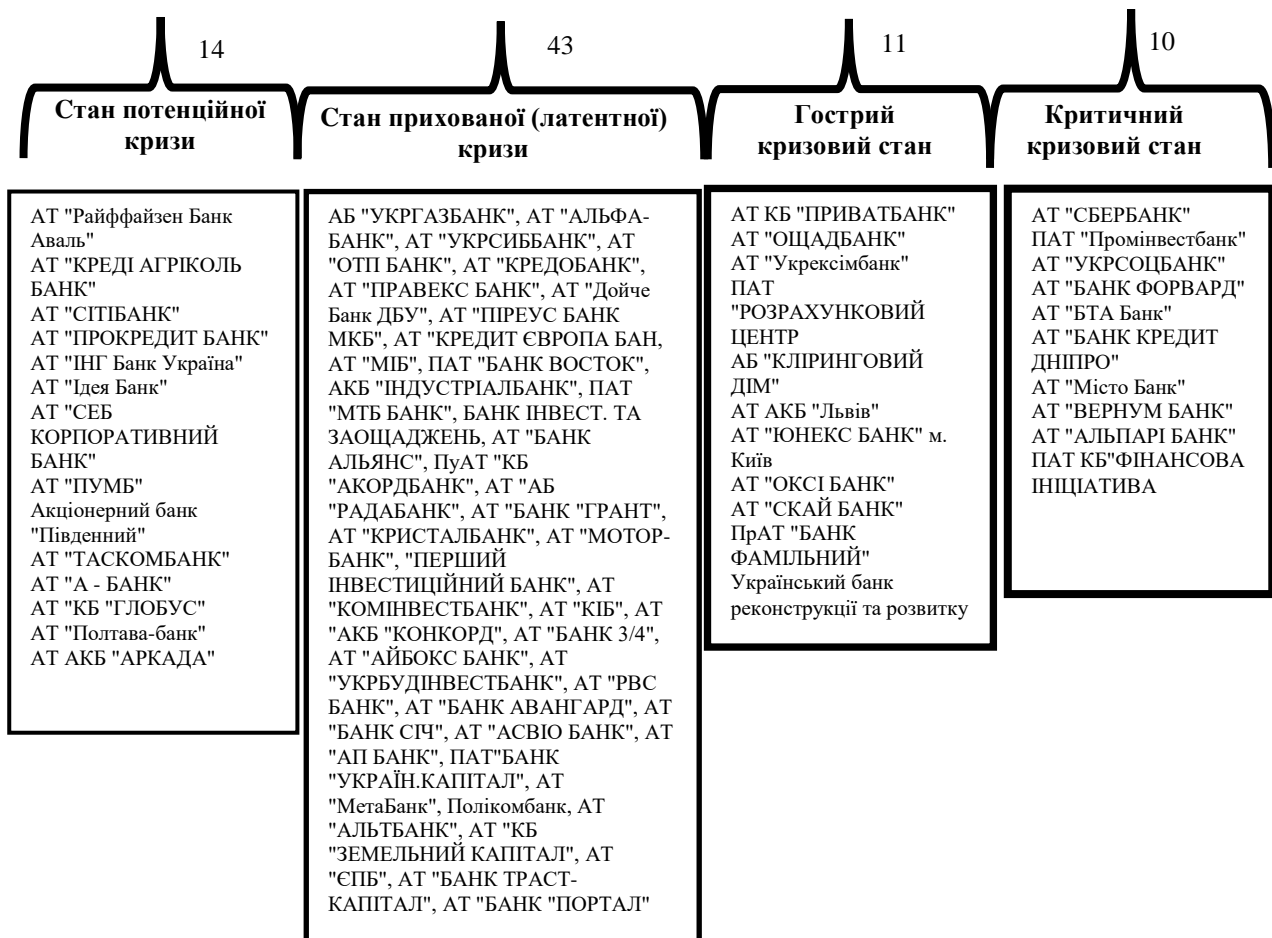 14
43
11
10
Стан потенційної
кризи
Стан прихованої (латентної)
кризи
Гострий
кризовий стан
Критичний
кризовий стан
АТ "Райффайзен Банк
Аваль"
АТ "КРЕДІ АГРІКОЛЬ
БАНК"
АТ "СІТІБАНК"
АТ "ПРОКРЕДИТ БАНК"
АТ "ІНГ Банк Україна"
АТ "Ідея Банк"
АТ "СЕБ
КОРПОРАТИВНИЙ
БАНК"
АТ "ПУМБ"
Акціонерний банк
"Південний"
АТ "ТАСКОМБАНК"
АТ "А - БАНК"
АТ "КБ "ГЛОБУС"
АТ "Полтава-банк"
АТ АКБ "АРКАДА"
АБ "УКРГАЗБАНК", АТ "АЛЬФА-
БАНК", АТ "УКРСИББАНК", АТ
"ОТП БАНК", АТ "КРЕДОБАНК",
АТ "ПРАВЕКС БАНК", АТ "Дойче
Банк ДБУ", АТ "ПІРЕУС БАНК
МКБ", АТ "КРЕДИТ ЄВРОПА БАН,
АТ "МІБ", ПАТ "БАНК ВОСТОК",
АКБ "ІНДУСТРІАЛБАНК", ПАТ
"МТБ БАНК", БАНК ІНВЕСТ. ТА
ЗАОЩАДЖЕНЬ, АТ "БАНК
АЛЬЯНС", ПуАТ "КБ
"АКОРДБАНК", АТ "АБ
"РАДАБАНК", АТ "БАНК "ГРАНТ",
АТ "КРИСТАЛБАНК", АТ "МОТОР-
БАНК", "ПЕРШИЙ
ІНВЕСТИЦІЙНИЙ БАНК", АТ
"КОМІНВЕСТБАНК", АТ "КІБ", АТ
"АКБ "КОНКОРД", АТ "БАНК 3/4",
АТ "АЙБОКС БАНК", АТ
"УКРБУДІНВЕСТБАНК", АТ "РВС
БАНК", АТ "БАНК АВАНГАРД", АТ
"БАНК СІЧ", АТ "АСВІО БАНК", АТ
"АП БАНК", ПАТ"БАНК
"УКРАЇН.КАПІТАЛ", АТ
"МетаБанк", Полікомбанк, АТ
"АЛЬТБАНК", АТ "КБ
"ЗЕМЕЛЬНИЙ КАПІТАЛ", АТ
"ЄПБ", АТ "БАНК ТРАСТ-
КАПІТАЛ", АТ "БАНК "ПОРТАЛ"
АТ КБ "ПРИВАТБАНК"
АТ "ОЩАДБАНК"
АТ "Укрексімбанк"
ПАТ
"РОЗРАХУНКОВИЙ
ЦЕНТР
АБ "КЛІРИНГОВИЙ
ДІМ"
АТ АКБ "Львів"
АТ "ЮНЕКС БАНК" м.
Київ
АТ "ОКСІ БАНК"
АТ "СКАЙ БАНК"
ПрАТ "БАНК
ФАМІЛЬНИЙ"
Український банк
реконструкції та розвитку
АТ "СБЕРБАНК"
ПАТ "Промінвестбанк"
АТ "УКРСОЦБАНК"
АТ "БАНК ФОРВАРД"
АТ "БТА Банк"
АТ "БАНК КРЕДИТ
ДНІПРО"
АТ "Місто Банк"
АТ "ВЕРНУМ БАНК"
АТ "АЛЬПАРІ БАНК"
ПАТ КБ"ФІНАНСОВА
ІНІЦІАТИВА